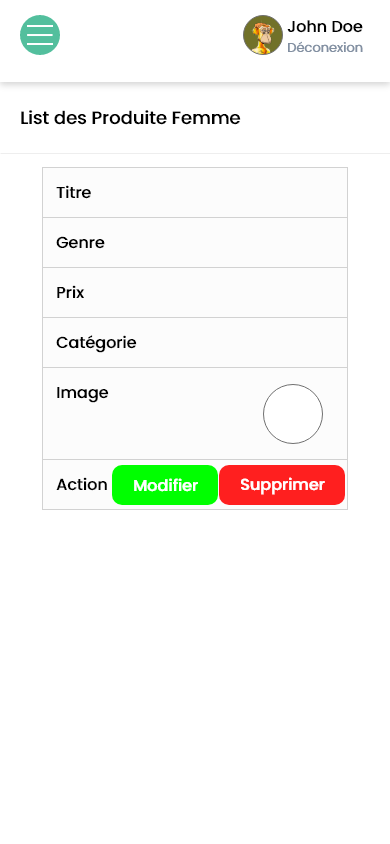 John Doe
Déconexion
List des Produite Femme
Titre
Genre
Prix
Catégorie
Image
Action Modifier Supprimer